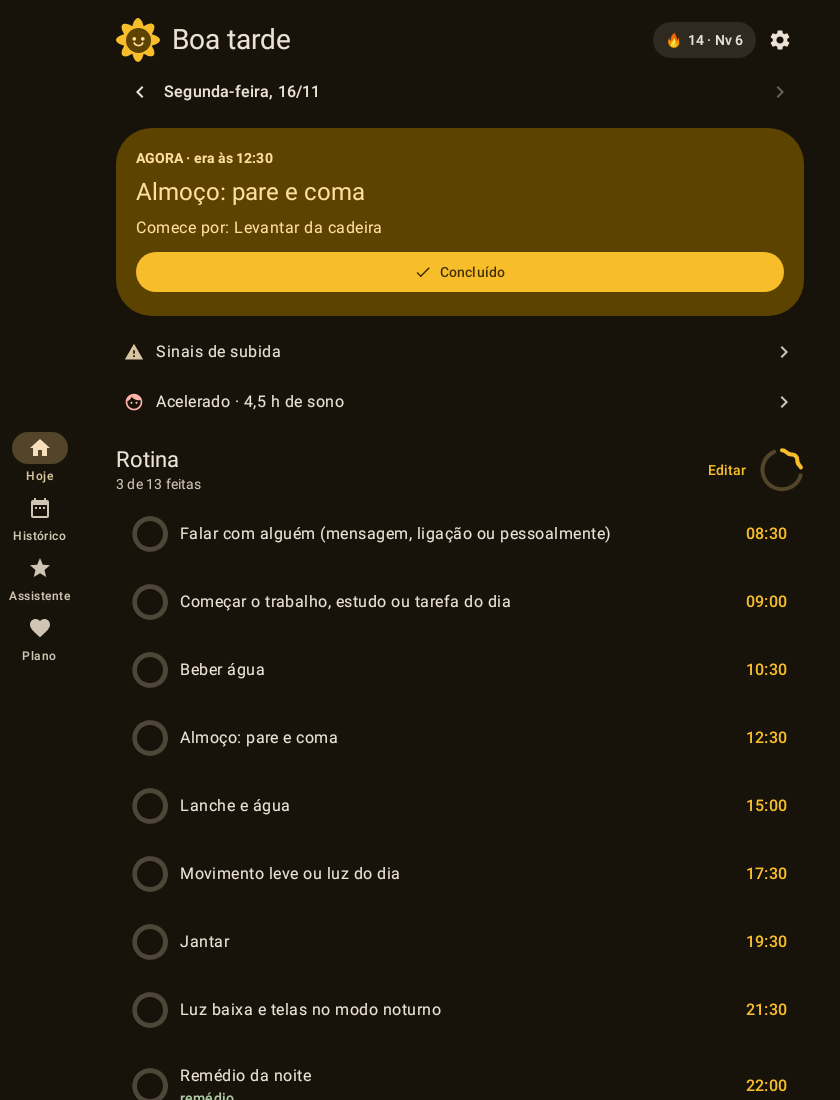 Boa tarde
14 · Nv 6
Segunda-feira, 16/11
AGORA · era às 12:30
Almoço: pare e coma
Comece por: Levantar da cadeira
Concluído
Sinais de subida
Acelerado · 4,5 h de sono
Hoje
Histórico
Assistente
Plano
Rotina
3 de 13 feitas
Editar
Falar com alguém (mensagem, ligação ou pessoalmente) 08:30
Começar o trabalho, estudo ou tarefa do dia 09:00
Beber água 10:30
Almoço: pare e coma 12:30
Lanche e água 15:00
Movimento leve ou luz do dia 17:30
Jantar 19:30
Luz baixa e telas no modo noturno 21:30
Remédio da noite 22:00
remédio